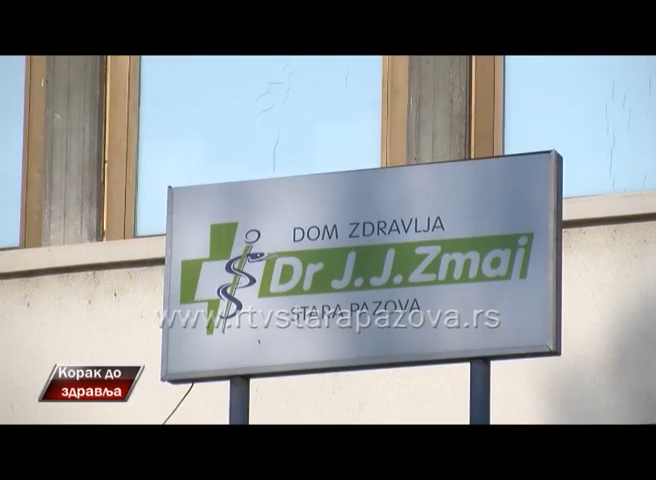 DOM ZDRAVLJA
Dr J.J.Zmaj
STARA PAZOVA
www.rtvstarapazova.rs
Корак до
здравља